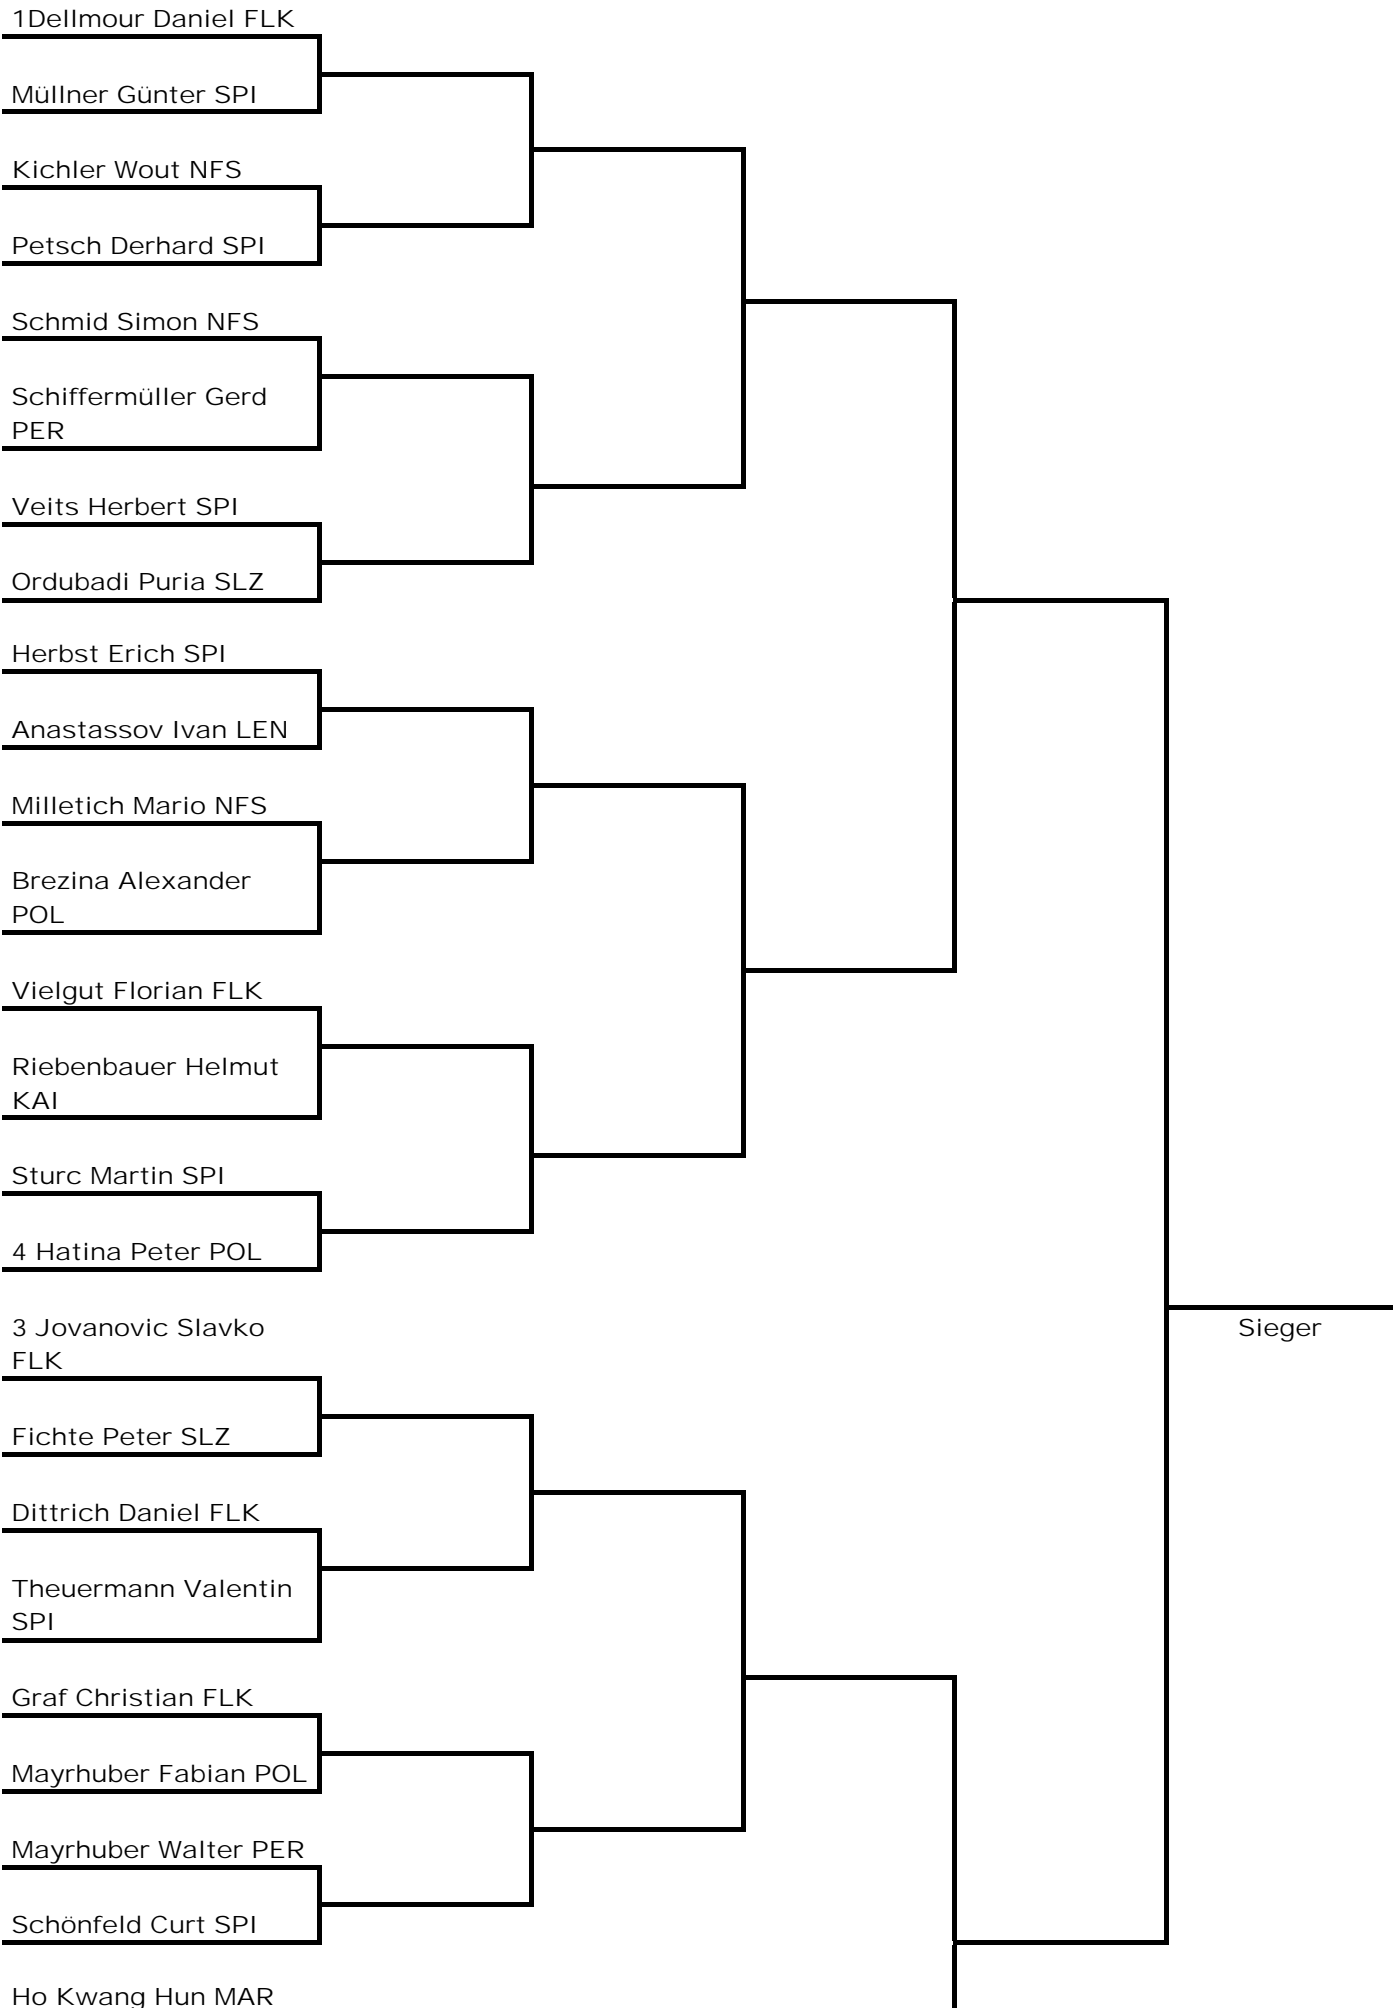 1Dellmour Daniel FLK
Müllner Günter SPI
Kichler Wout NFS
Petsch Derhard SPI
Schmid Simon NFS
Schiffermüller Gerd
PER
Veits Herbert SPI
Ordubadi Puria SLZ
Herbst Erich SPI
Anastassov Ivan LEN
Milletich Mario NFS
Brezina Alexander
POL
Vielgut Florian FLK
Riebenbauer Helmut
KAI
Sturc Martin SPI
4 Hatina Peter POL
3 Jovanovic Slavko
FLK
Sieger
Fichte Peter SLZ
Dittrich Daniel FLK
Theuermann Valentin
SPI
Graf Christian FLK
Mayrhuber Fabian POL
Mayrhuber Walter PER
Schönfeld Curt SPI
Ho Kwang Hun MAR